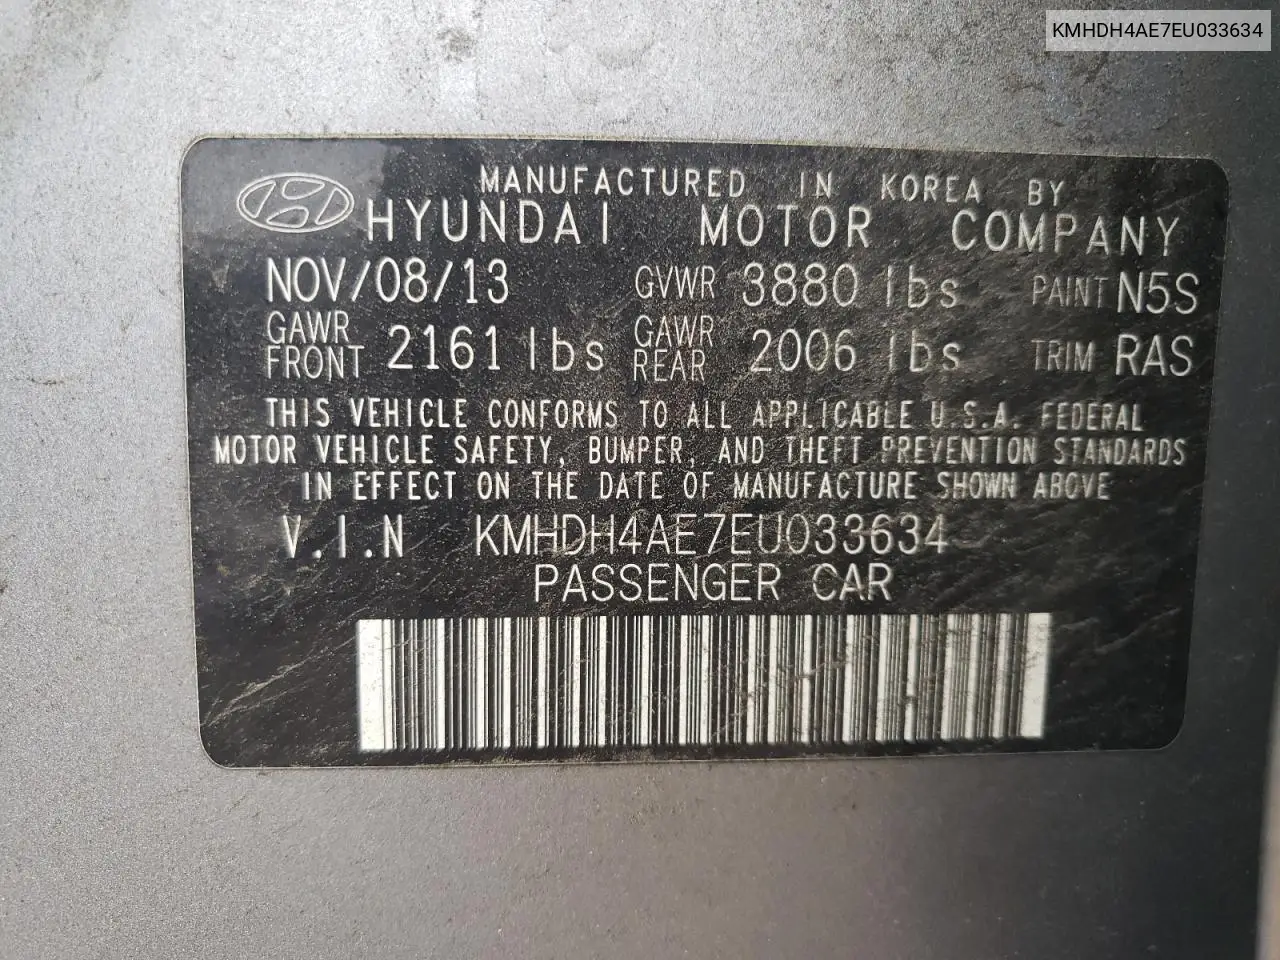 KMHDH4AE7EU033634
MANUFACTURED IN KOREA BY
HYUNDAI MOTOR COMPANY
NOV/08/13 GVWR 3880 lbs PAINT N5S
GAWR FRONT 2161 lbs GAWR REAR 2006 lbs TRIM RAS
THIS VEHICLE CONFORMS TO ALL APPLICABLE U.S.A. FEDERAL
MOTOR VEHICLE SAFETY, BUMPER, AND THEFT PREVENTION STANDARDS
IN EFFECT ON THE DATE OF MANUFACTURE SHOWN ABOVE
V.I.N KMHDH4AE7EU033634
PASSENGER CAR